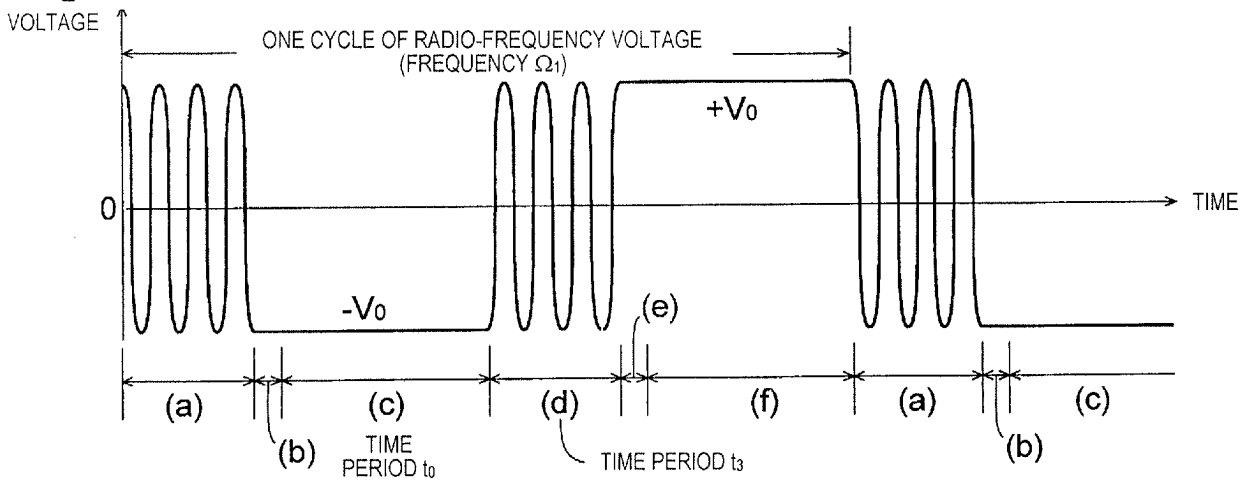 VOLTAGE
ONE CYCLE OF RADIO-FREQUENCY VOLTAGE
(FREQUENCY Ω1)
+V0
0
TIME
-V0
(e)
(a)
(c)
(d)
(f)
(a)
(c)
(b)
TIME
PERIOD t0
TIME PERIOD t3
(b)